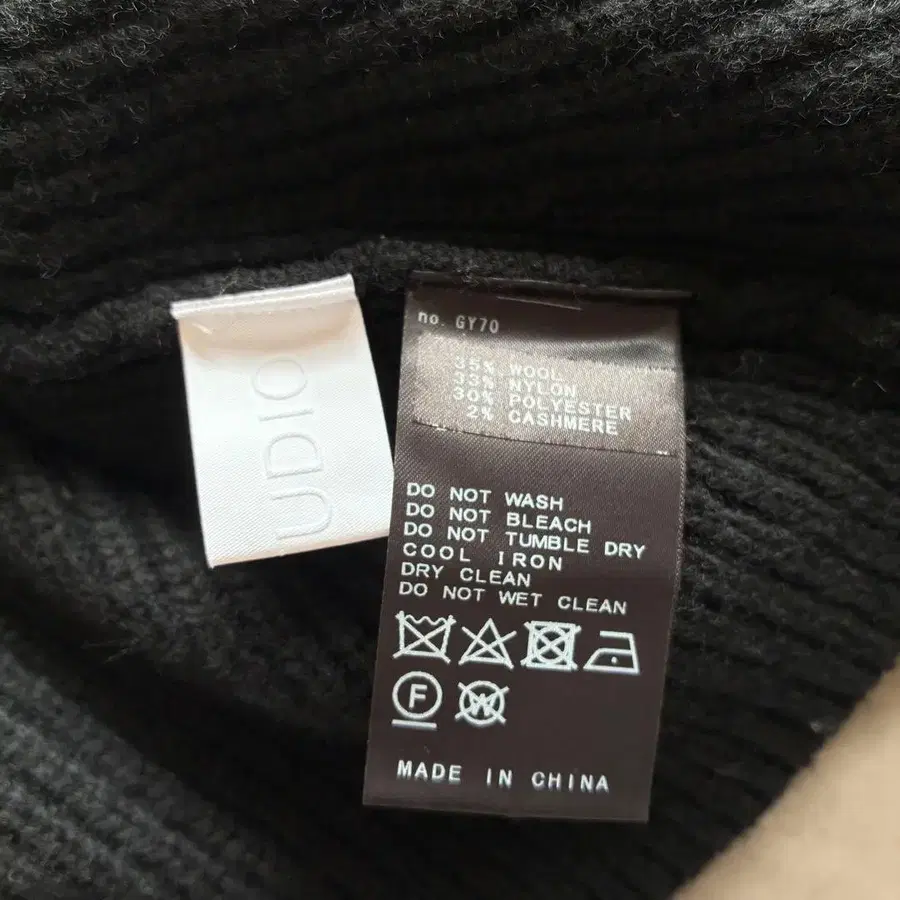 UDIO
no. GY70
35% WOOL
33% NYLON
30% POLYESTER
2% CASHMERE
DO NOT WASH
DO NOT BLEACH
DO NOT TUMBLE DRY
COOL IRON
DRY CLEAN
DO NOT WET CLEAN
F W
MADE IN CHINA